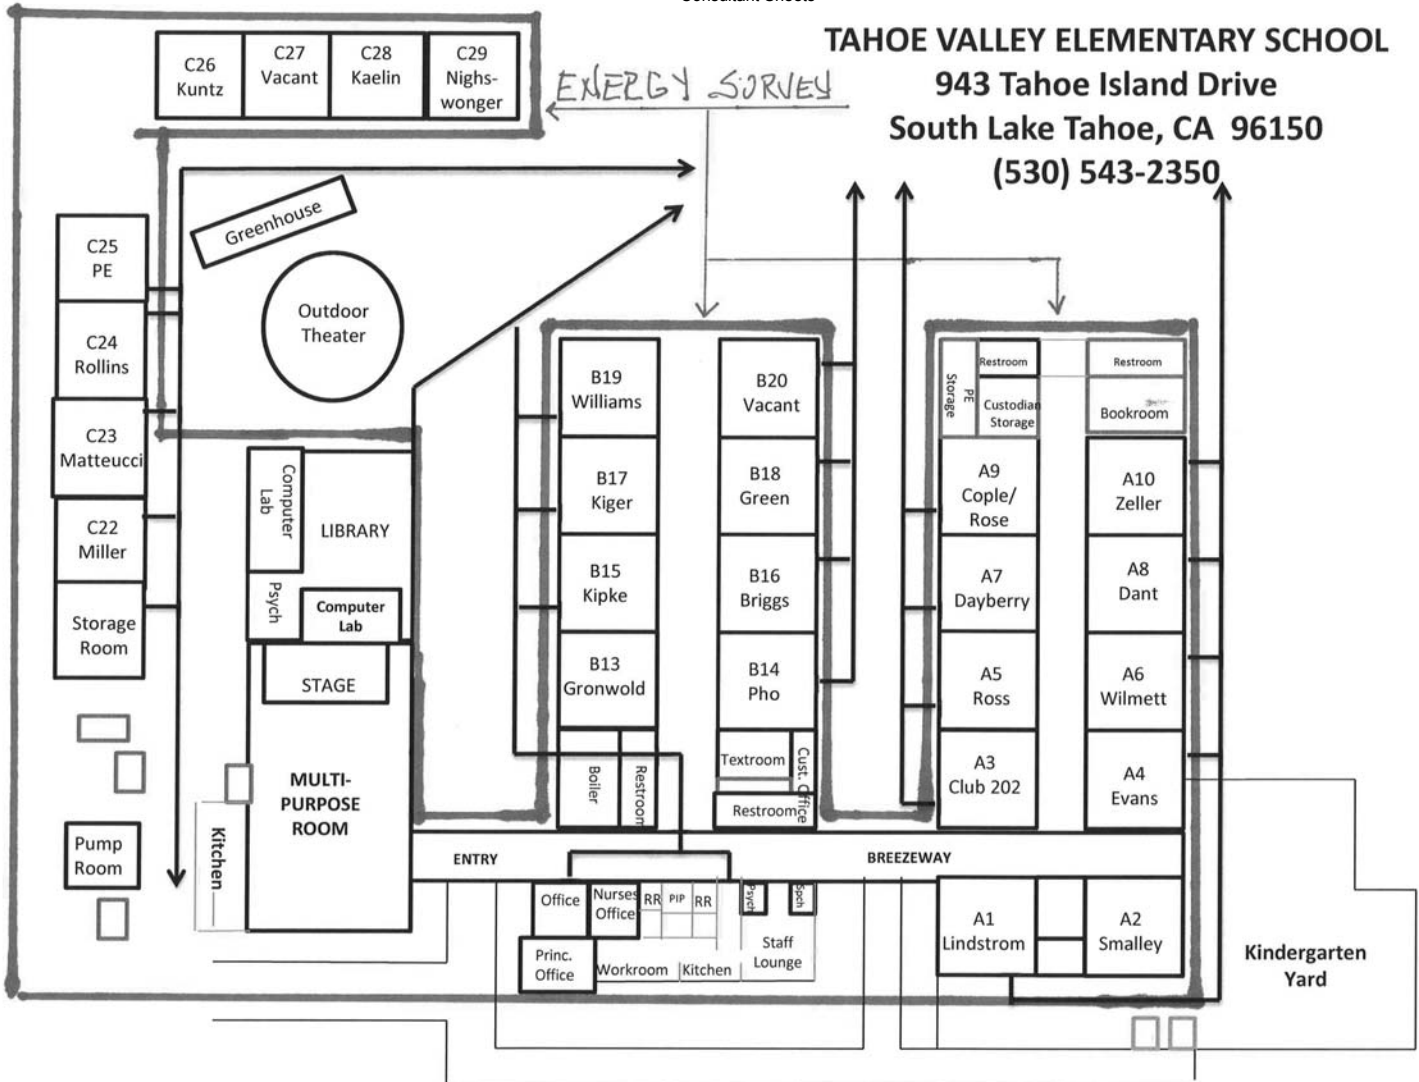 Consultant Sheets
TAHOE VALLEY ELEMENTARY SCHOOL
943 Tahoe Island Drive
South Lake Tahoe, CA 96150
(530) 543-2350
ENERGY SURVEY
C26
Kuntz
C27
Vacant
C28
Kaelin
C29
Nighs-
wonger
Greenhouse
Outdoor
Theater
C25
PE
C24
Rollins
C23
Matteucci
C22
Miller
Storage
Room
Pump
Room
Computer
Lab
LIBRARY
Psych
Computer
Lab
STAGE
MULTI-
PURPOSE
ROOM
Kitchen
B19
Williams
B17
Kiger
B15
Kipke
B13
Gronwold
Boiler
Restroom
B20
Vacant
B18
Green
B16
Briggs
B14
Pho
Textroom
Cust. Office
Restroom
PE
Storage
Restroom
Custodian
Storage
A9
Cople/
Rose
A7
Dayberry
A5
Ross
A3
Club 202
Restroom
Bookroom
A10
Zeller
A8
Dant
A6
Wilmett
A4
Evans
ENTRY
BREEZEWAY
Office
Nurses
Office
RR
PIP
RR
Psych
Spch
Princ.
Office
Workroom
Kitchen
Staff
Lounge
A1
Lindstrom
A2
Smalley
Kindergarten
Yard